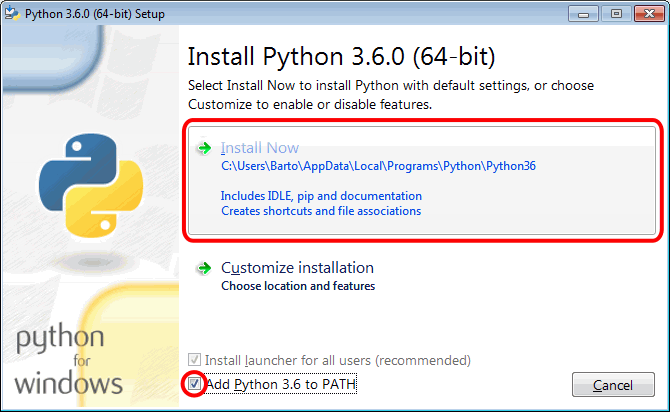 Python 3.6.0 (64-bit) Setup
Install Python 3.6.0 (64-bit)
Select Install Now to install Python with default settings, or choose
Customize to enable or disable features.
Install Now
C:\Users\Barto\AppData\Local\Programs\Python\Python36
Includes IDLE, pip and documentation
Creates shortcuts and file associations
Customize installation
Choose location and features
python
for
windows
Install launcher for all users (recommended)
Add Python 3.6 to PATH
Cancel